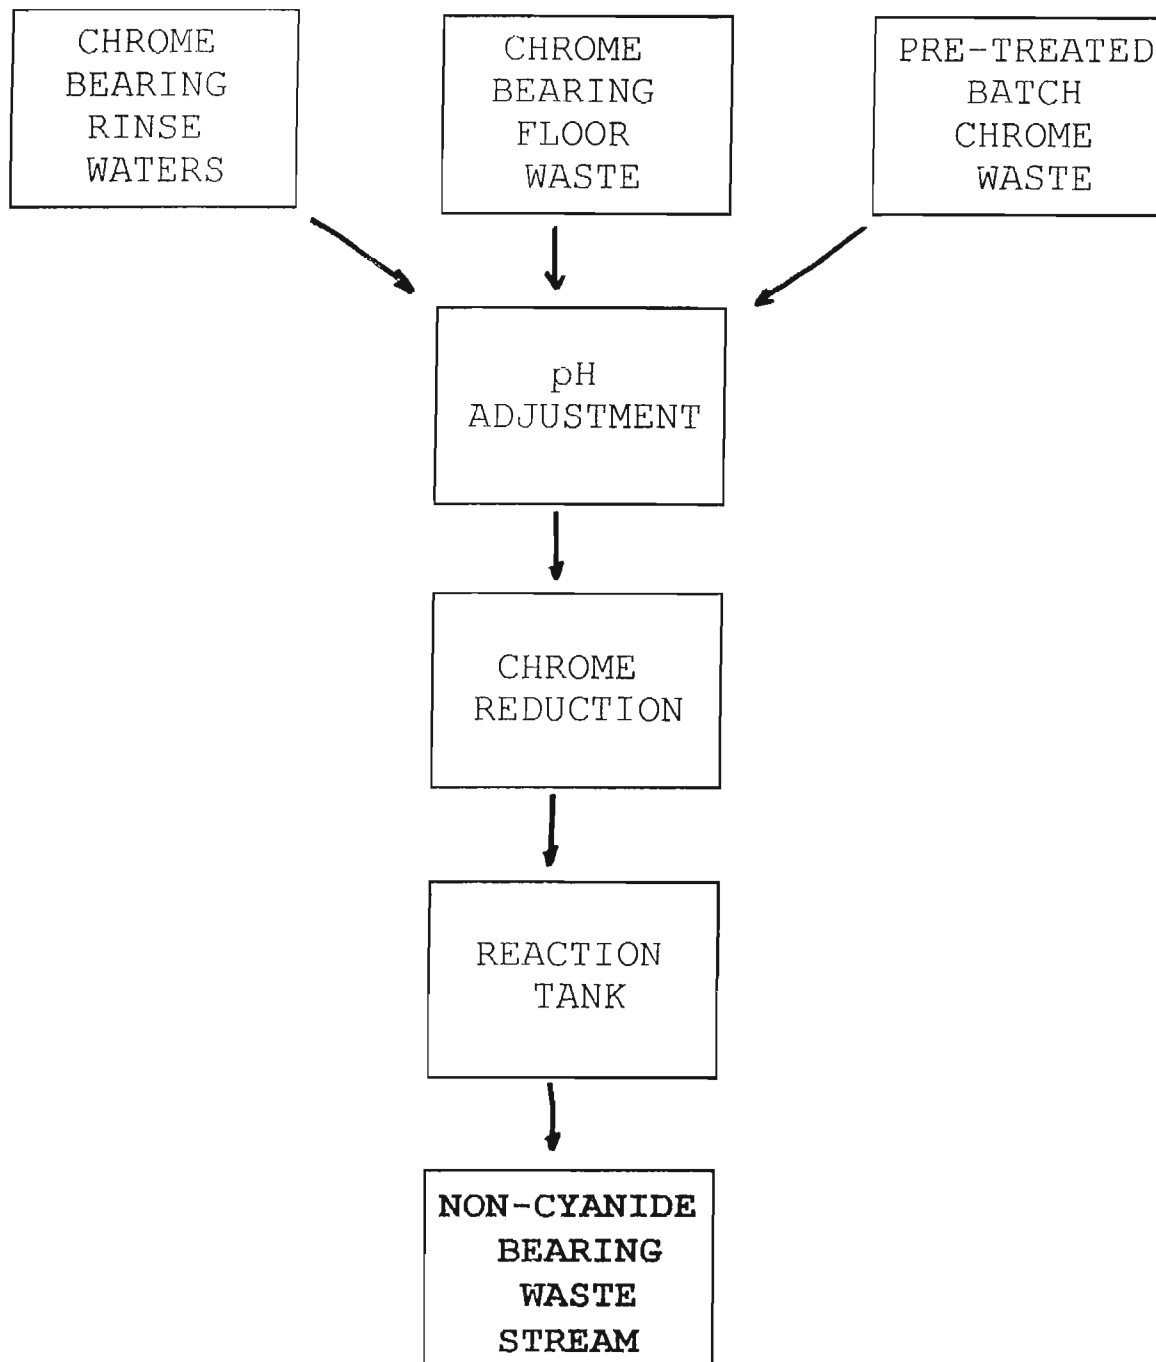 CHROME
BEARING
RINSE
WATERS
CHROME
BEARING
FLOOR
WASTE
PRE-TREATED
BATCH
CHROME
WASTE
pH
ADJUSTMENT
CHROME
REDUCTION
REACTION
TANK
NON-CYANIDE
BEARING
WASTE
STREAM